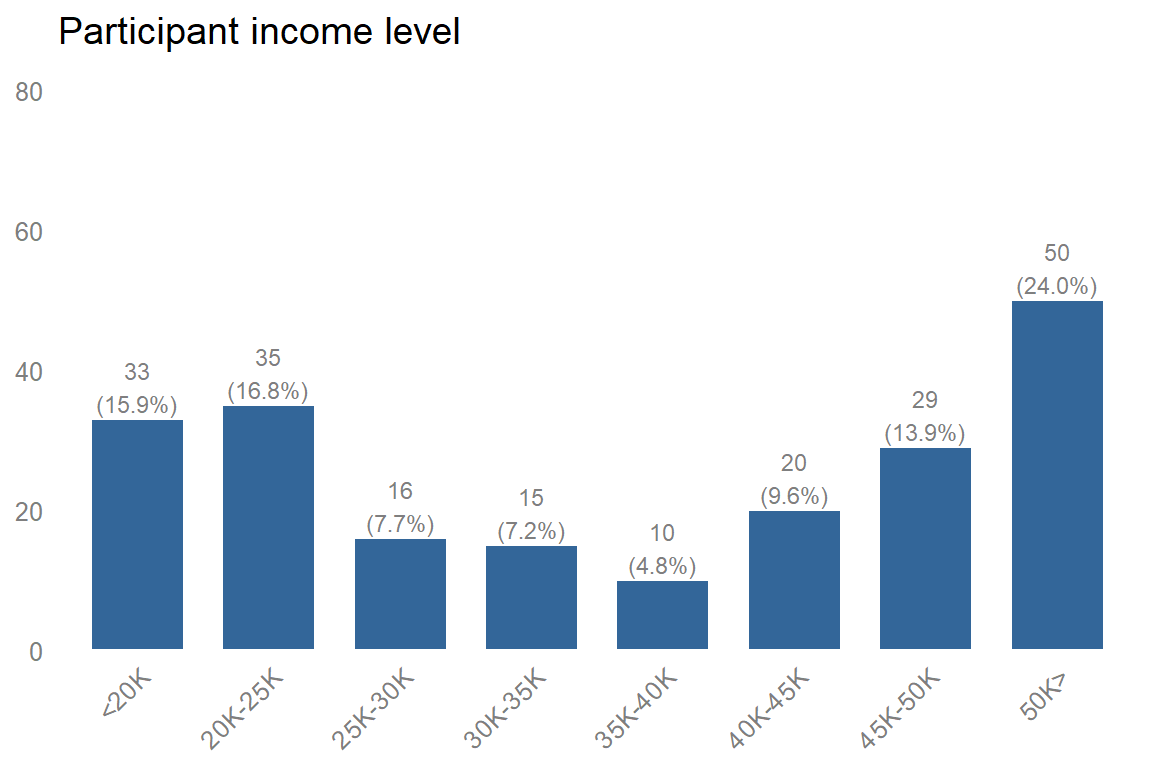 Participant income level
80
60
40
20
0
33
(15.9%)
35
(16.8%)
16
(7.7%)
15
(7.2%)
10
(4.8%)
20
(9.6%)
29
(13.9%)
50
(24.0%)
<20K
20K-25K
25K-30K
30K-35K
35K-40K
40K-45K
45K-50K
50K>